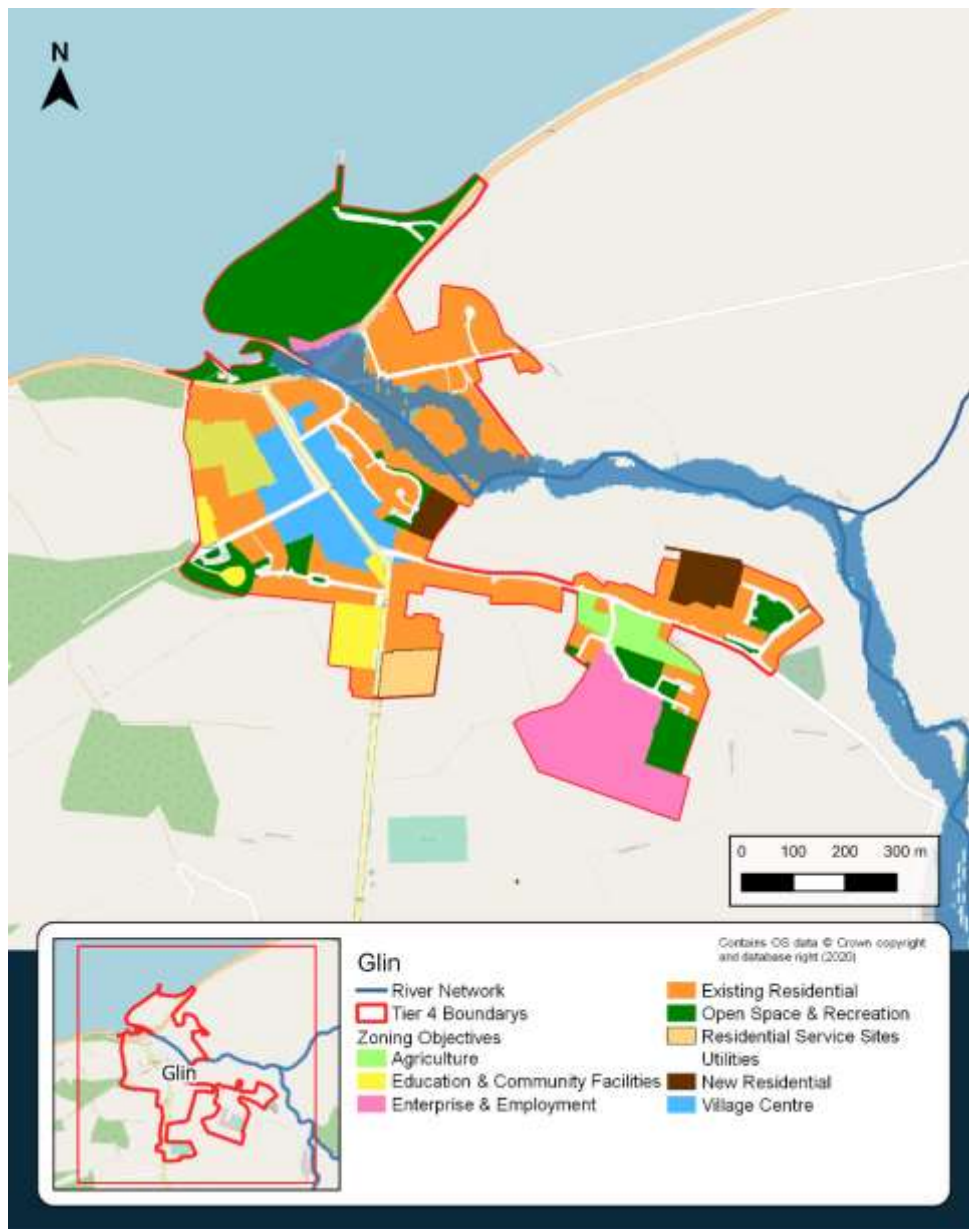 N
0 100 200 300 m
Contains OS data © Crown copyright
and database right (2020)
Glin
River Network
Tier 4 Boundarys
Zoning Objectives
Agriculture
Education & Community Facilities
Enterprise & Employment
Existing Residential
Open Space & Recreation
Residential Service Sites
Utilities
New Residential
Village Centre
Glin